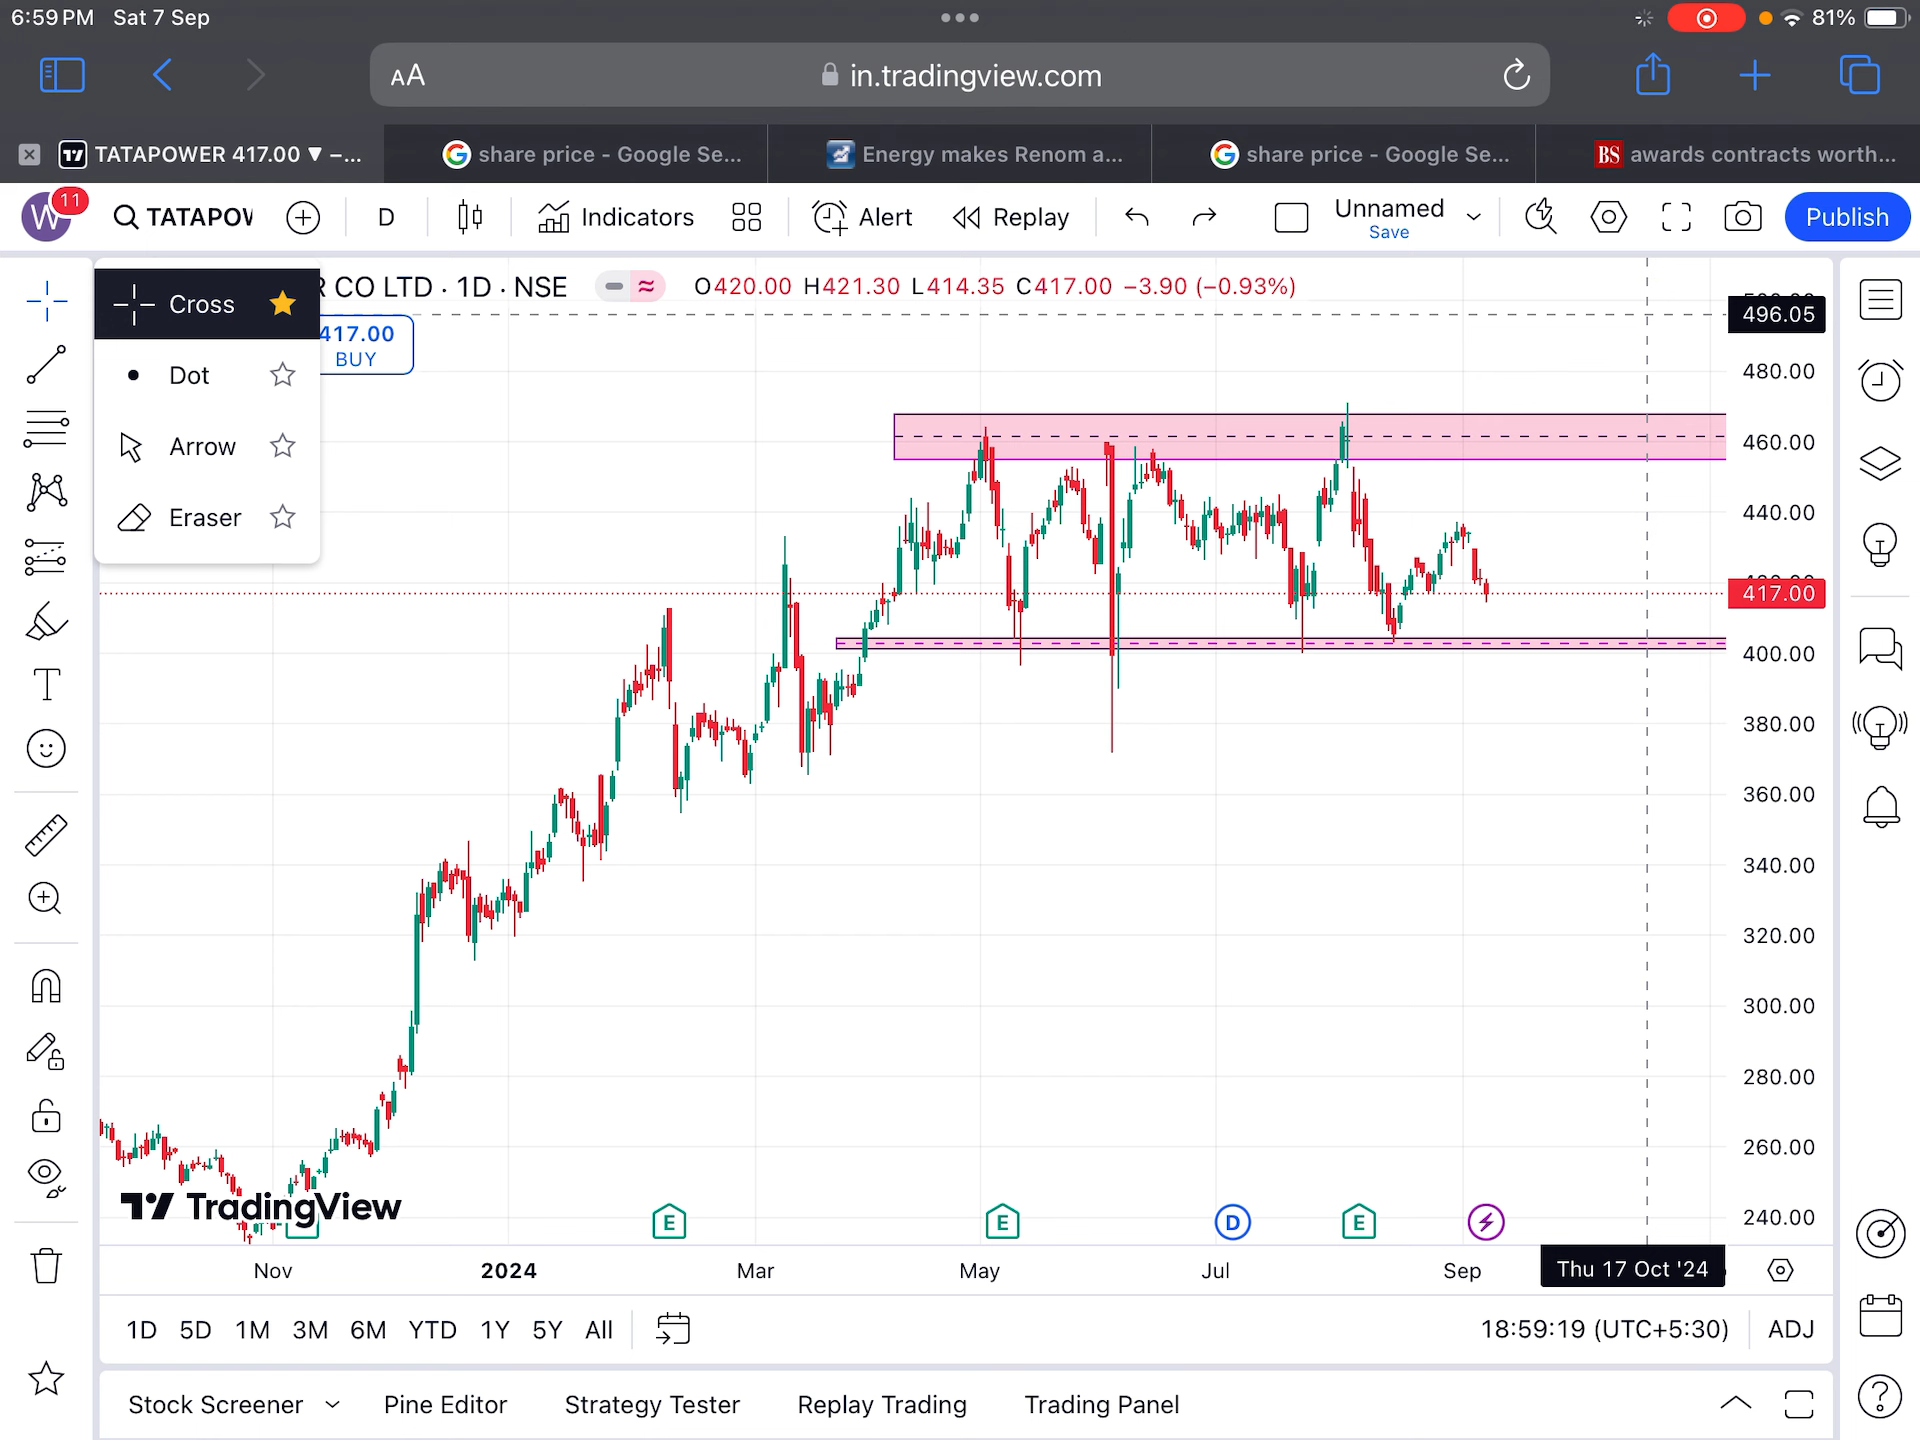 6:59 PM Sat 7 Sep
81%
AA
in.tradingview.com
TATAPOWER 417.00 ▼ –...
share price - Google Se...
Energy makes Renom a...
share price - Google Se...
BS awards contracts worth...
W 11
TATAPOW
D
Indicators
Alert
Replay
Unnamed
Save
Publish
Cross
Dot
Arrow
Eraser
R CO LTD · 1D · NSE
O420.00 H421.30 L414.35 C417.00 −3.90 (−0.93%)
417.00
BUY
496.05
480.00
460.00
440.00
417.00
400.00
380.00
360.00
340.00
320.00
300.00
280.00
260.00
240.00
TradingView
E
E
D
E
Nov
2024
Mar
May
Jul
Sep
Thu 17 Oct '24
1D 5D 1M 3M 6M YTD 1Y 5Y All
18:59:19 (UTC+5:30)
ADJ
Stock Screener
Pine Editor
Strategy Tester
Replay Trading
Trading Panel